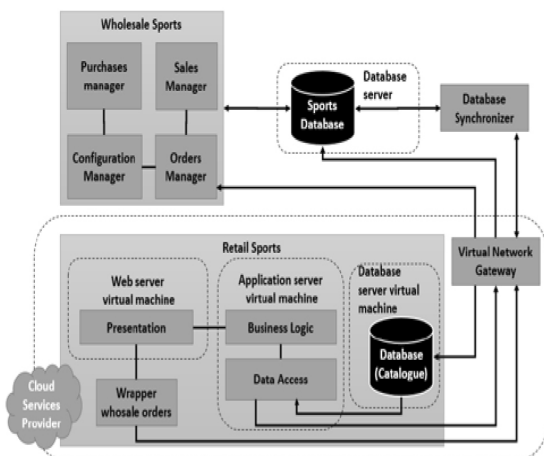 Wholesale Sports
Purchases
manager
Sales
Manager
Configuration
Manager
Orders
Manager
Sports
Database
Database
server
Database
Synchronizer
Virtual Network
Gateway
Retail Sports
Web server
virtual machine
Presentation
Wrapper
whosale orders
Application server
virtual machine
Business Logic
Data Access
Database
server virtual
machine
Database
(Catalogue)
Cloud
Services
Provider